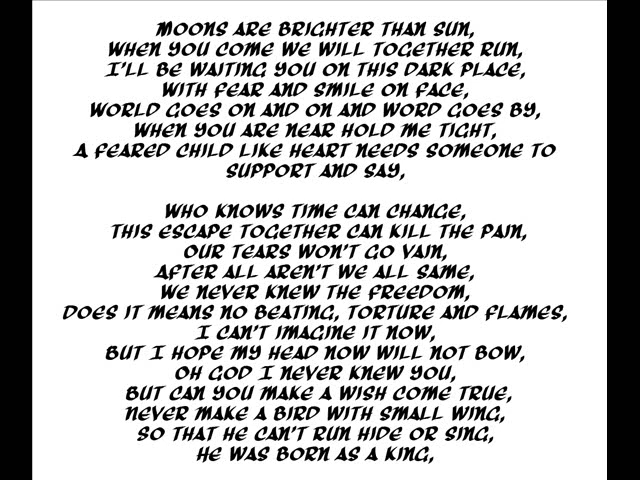 MOONS ARE BRIGHTER THAN SUN,
WHEN YOU COME WE WILL TOGETHER RUN,
I'LL BE WAITING YOU ON THIS DARK PLACE,
WITH FEAR AND SMILE ON FACE,
WORLD GOES ON AND ON AND WORD GOES BY,
WHEN YOU ARE NEAR HOLD ME TIGHT,
A FEARED CHILD LIKE HEART NEEDS SOMEONE TO
SUPPORT AND SAY,
WHO KNOWS TIME CAN CHANGE,
THIS ESCAPE TOGETHER CAN KILL THE PAIN,
OUR TEARS WON'T GO VAIN,
AFTER ALL AREN'T WE ALL SAME,
WE NEVER KNEW THE FREEDOM,
DOES IT MEANS NO BEATING, TORTURE AND FLAMES,
I CAN'T IMAGINE IT NOW,
BUT I HOPE MY HEAD NOW WILL NOT BOW,
OH GOD I NEVER KNEW YOU,
BUT CAN YOU MAKE A WISH COME TRUE,
NEVER MAKE A BIRD WITH SMALL WING,
SO THAT HE CAN'T RUN HIDE OR SING,
HE WAS BORN AS A KING,